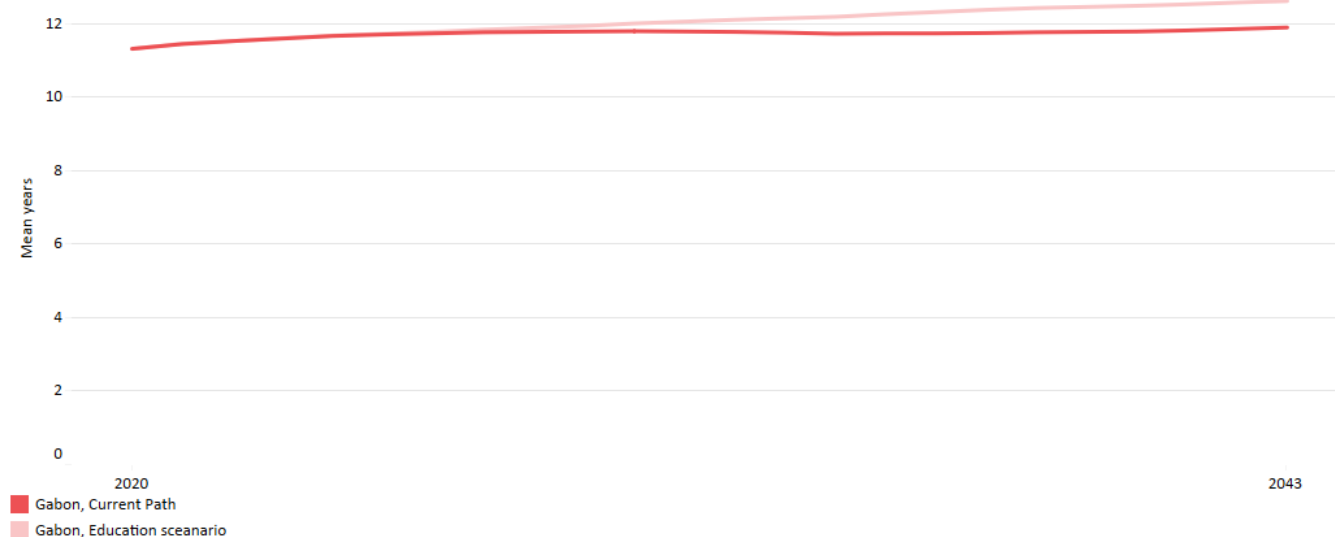 12
10
8
6
4
2
0
Mean years
2020 2043
Gabon, Current Path
Gabon, Education sceanario